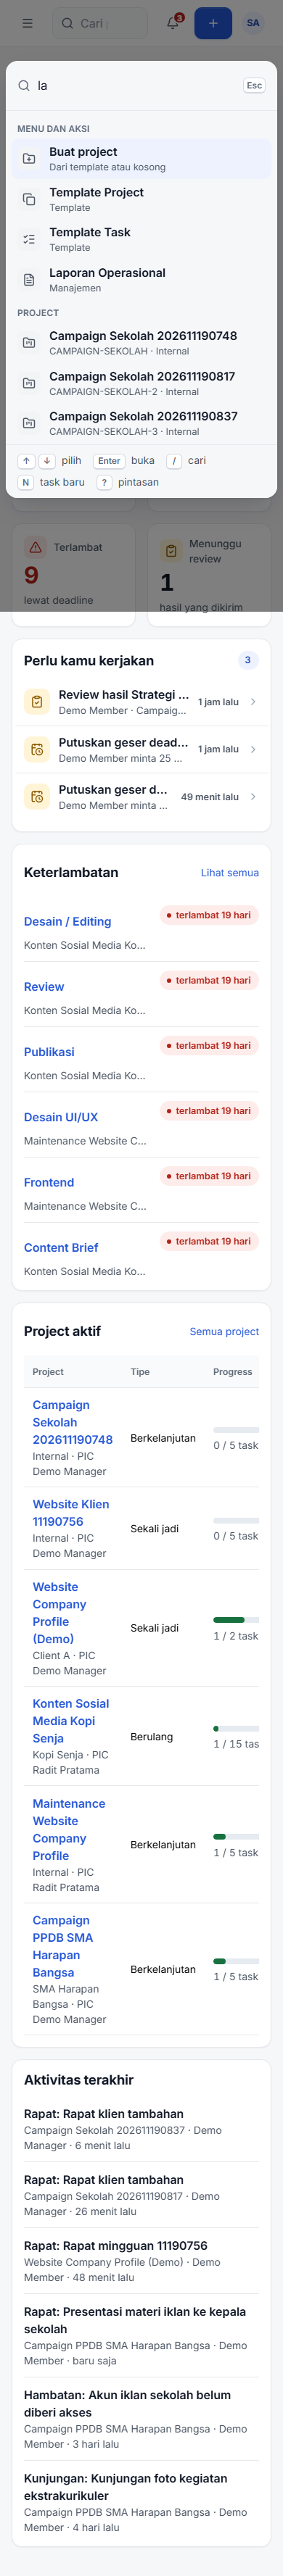 Cari
3
SA
la
Esc
MENU DAN AKSI
Buat project
Dari template atau kosong
Template Project
Template
Template Task
Template
Laporan Operasional
Manajemen
PROJECT
Campaign Sekolah 202611190748
CAMPAIGN-SEKOLAH · Internal
Campaign Sekolah 202611190817
CAMPAIGN-SEKOLAH-2 · Internal
Campaign Sekolah 202611190837
CAMPAIGN-SEKOLAH-3 · Internal
↑ ↓ pilih Enter buka / cari
N task baru ? pintasan
Terlambat
9
lewat deadline
Menunggu
review
1
hasil yang dikirim
Perlu kamu kerjakan
3
Review hasil Strategi ...
Demo Member · Campaig...
1 jam lalu
Putuskan geser dead...
Demo Member minta 25 ...
1 jam lalu
Putuskan geser d...
Demo Member minta ...
49 menit lalu
Keterlambatan
Lihat semua
Desain / Editing
terlambat 19 hari
Konten Sosial Media Ko...
Review
terlambat 19 hari
Konten Sosial Media Ko...
Publikasi
terlambat 19 hari
Konten Sosial Media Ko...
Desain UI/UX
terlambat 19 hari
Maintenance Website C...
Frontend
terlambat 19 hari
Maintenance Website C...
Content Brief
terlambat 19 hari
Konten Sosial Media Ko...
Project aktif
Semua project
Project Tipe Progress
Campaign
Sekolah
202611190748
Internal · PIC
Demo Manager
Berkelanjutan
0 / 5 task
Website Klien
11190756
Internal · PIC
Demo Manager
Sekali jadi
0 / 5 task
Website
Company
Profile
(Demo)
Client A · PIC
Demo Manager
Sekali jadi
1 / 2 task
Konten Sosial
Media Kopi
Senja
Kopi Senja · PIC
Radit Pratama
Berulang
1 / 15 tas
Maintenance
Website
Company
Profile
Internal · PIC
Radit Pratama
Berkelanjutan
1 / 5 task
Campaign
PPDB SMA
Harapan
Bangsa
SMA Harapan
Bangsa · PIC
Demo Manager
Berkelanjutan
1 / 5 task
Aktivitas terakhir
Rapat: Rapat klien tambahan
Campaign Sekolah 202611190837 · Demo
Manager · 6 menit lalu
Rapat: Rapat klien tambahan
Campaign Sekolah 202611190817 · Demo
Manager · 26 menit lalu
Rapat: Rapat mingguan 11190756
Website Company Profile (Demo) · Demo
Member · 48 menit lalu
Rapat: Presentasi materi iklan ke kepala
sekolah
Campaign PPDB SMA Harapan Bangsa · Demo
Member · baru saja
Hambatan: Akun iklan sekolah belum
diberi akses
Campaign PPDB SMA Harapan Bangsa · Demo
Member · 3 hari lalu
Kunjungan: Kunjungan foto kegiatan
ekstrakurikuler
Campaign PPDB SMA Harapan Bangsa · Demo
Member · 4 hari lalu